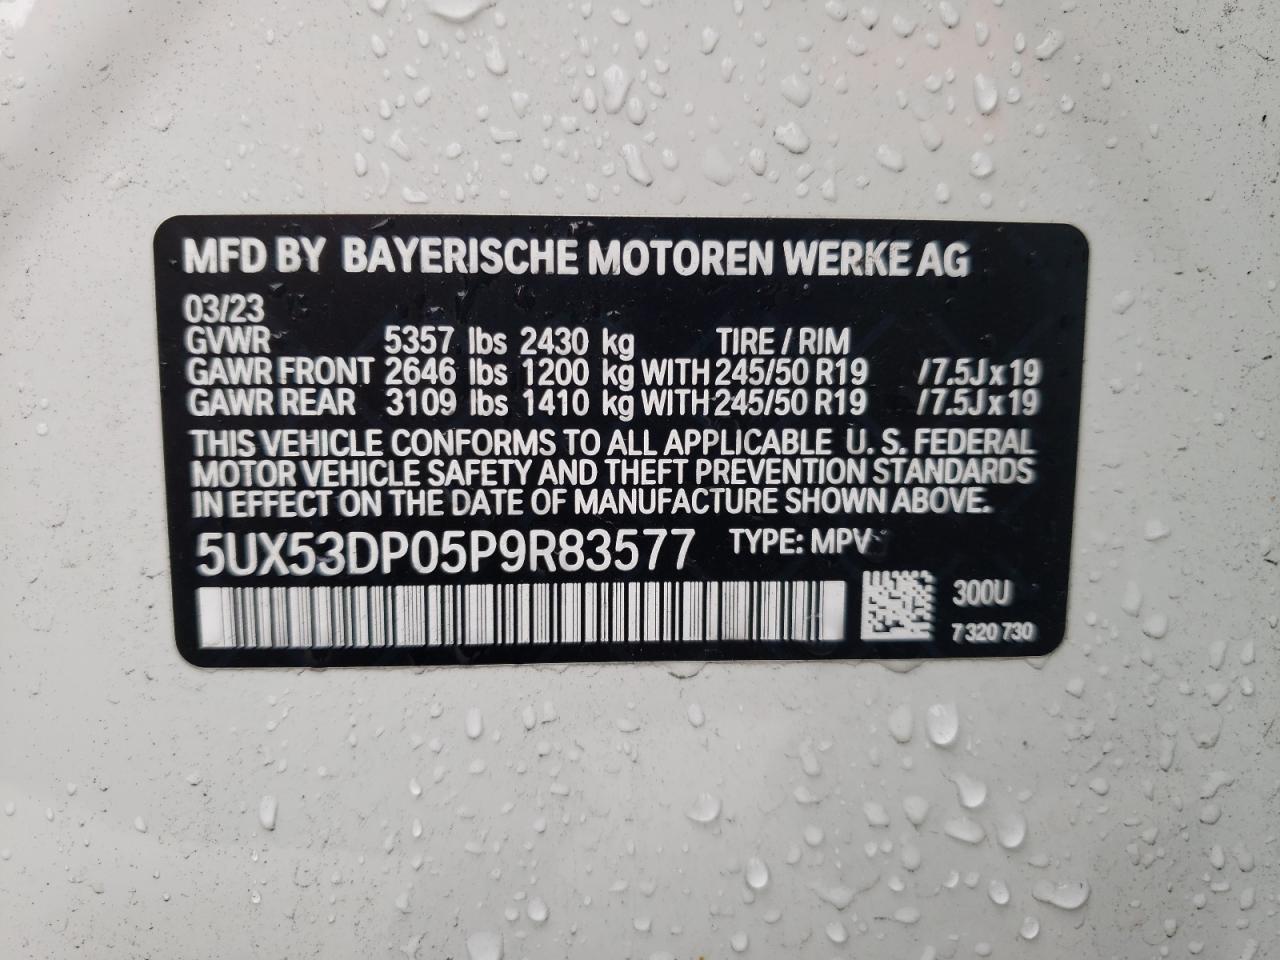 MFD BY BAYERISCHE MOTOREN WERKE AG
03/23
GVWR 5357 lbs 2430 kg TIRE / RIM
GAWR FRONT 2646 lbs 1200 kg WITH 245/50 R19 /7.5J x 19
GAWR REAR 3109 lbs 1410 kg WITH 245/50 R19 /7.5J x 19
THIS VEHICLE CONFORMS TO ALL APPLICABLE U. S. FEDERAL
MOTOR VEHICLE SAFETY AND THEFT PREVENTION STANDARDS
IN EFFECT ON THE DATE OF MANUFACTURE SHOWN ABOVE.
5UX53DP05P9R83577 TYPE: MPV
300U
7 320 730